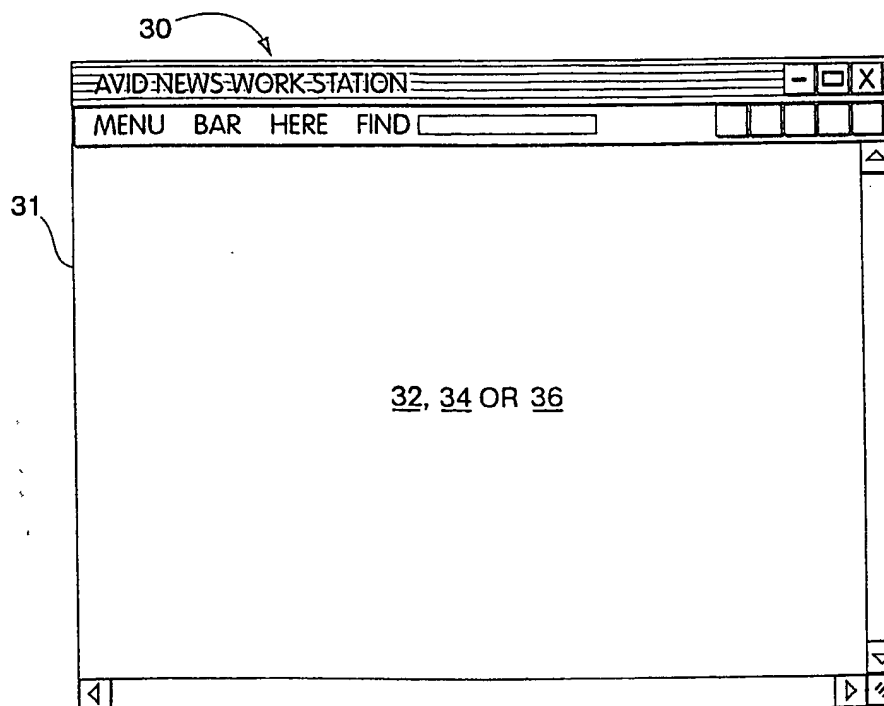 30
AVID NEWS WORK STATION
MENU BAR HERE FIND
31
32, 34 OR 36